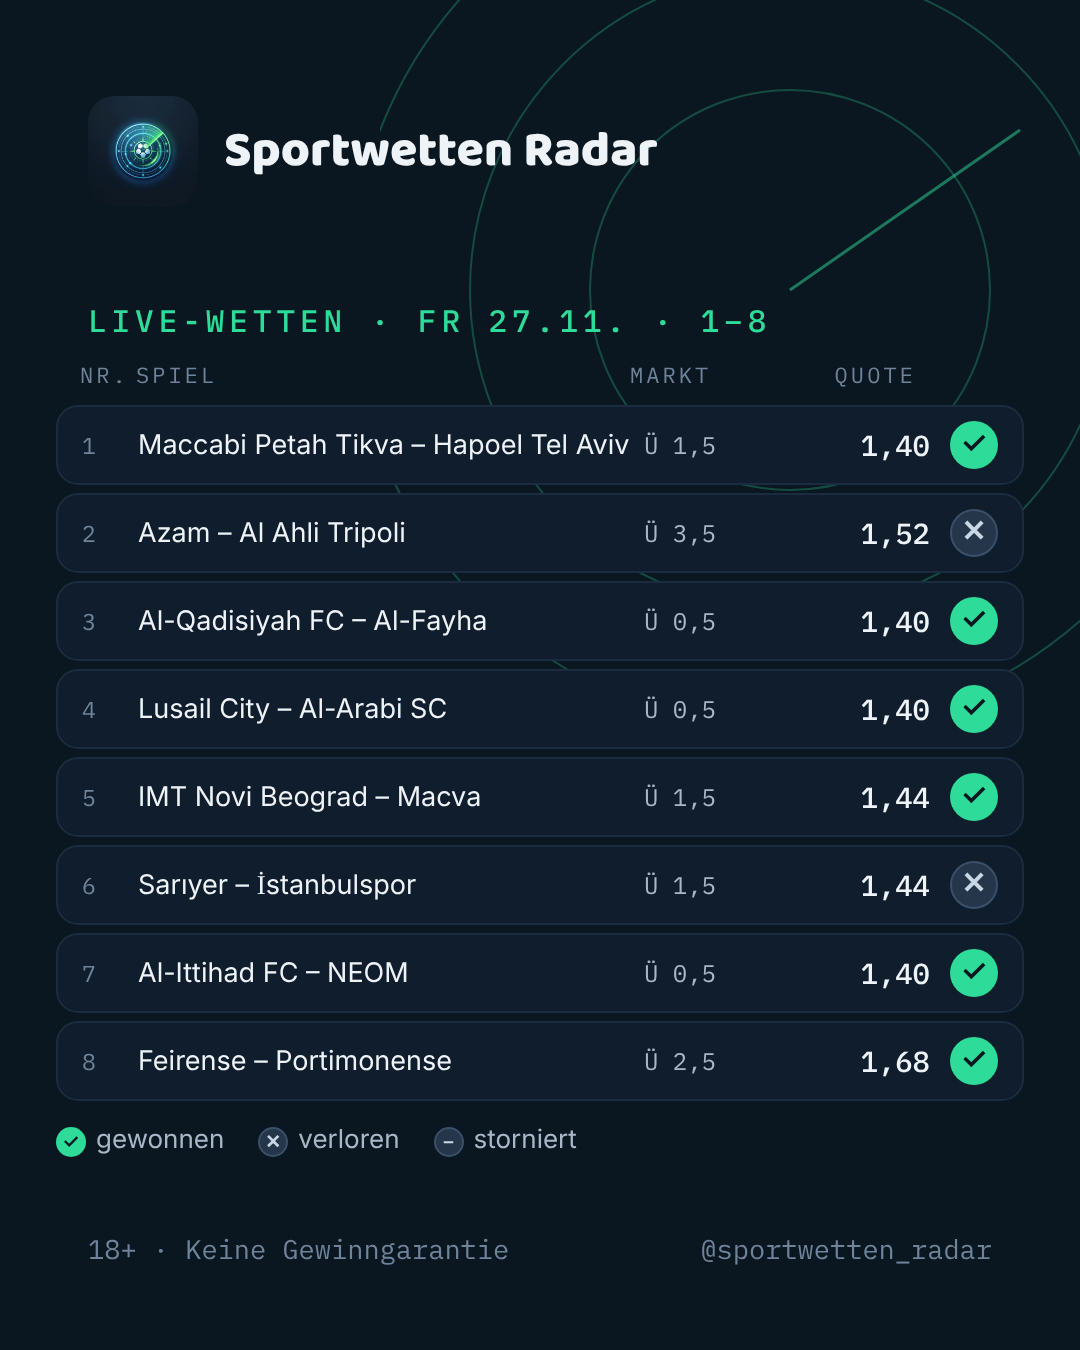 Sportwetten Radar
LIVE-WETTEN · FR 27.11. · 1–8
NR. SPIEL MARKT QUOTE
1 Maccabi Petah Tikva – Hapoel Tel Aviv Ü 1,5 1,40
2 Azam – Al Ahli Tripoli Ü 3,5 1,52
3 Al-Qadisiyah FC – Al-Fayha Ü 0,5 1,40
4 Lusail City – Al-Arabi SC Ü 0,5 1,40
5 IMT Novi Beograd – Macva Ü 1,5 1,44
6 Sarıyer – İstanbulspor Ü 1,5 1,44
7 Al-Ittihad FC – NEOM Ü 0,5 1,40
8 Feirense – Portimonense Ü 2,5 1,68
gewonnen verloren storniert
18+ · Keine Gewinngarantie @sportwetten_radar